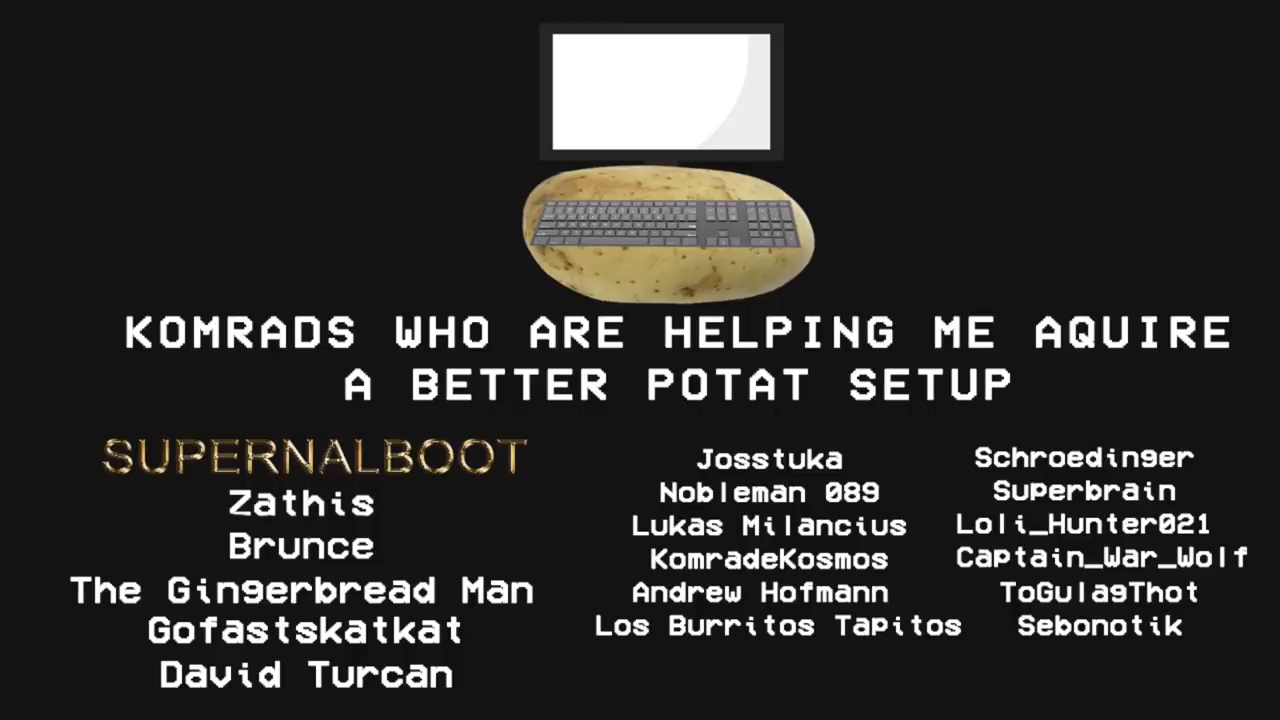 KOMRADS WHO ARE HELPING ME AQUIRE
A BETTER POTAT SETUP
SUPERNALBOOT
Zathis
Brunce
The Gingerbread Man
Gofastskatkat
David Turcan
Josstuka
Nobleman 089
Lukas Milancius
KomradeKosmos
Andrew Hofmann
Los Burritos Tapitos
Schroedinger
Superbrain
Loli_Hunter021
Captain_War_Wolf
ToGulagThot
Sebonotik